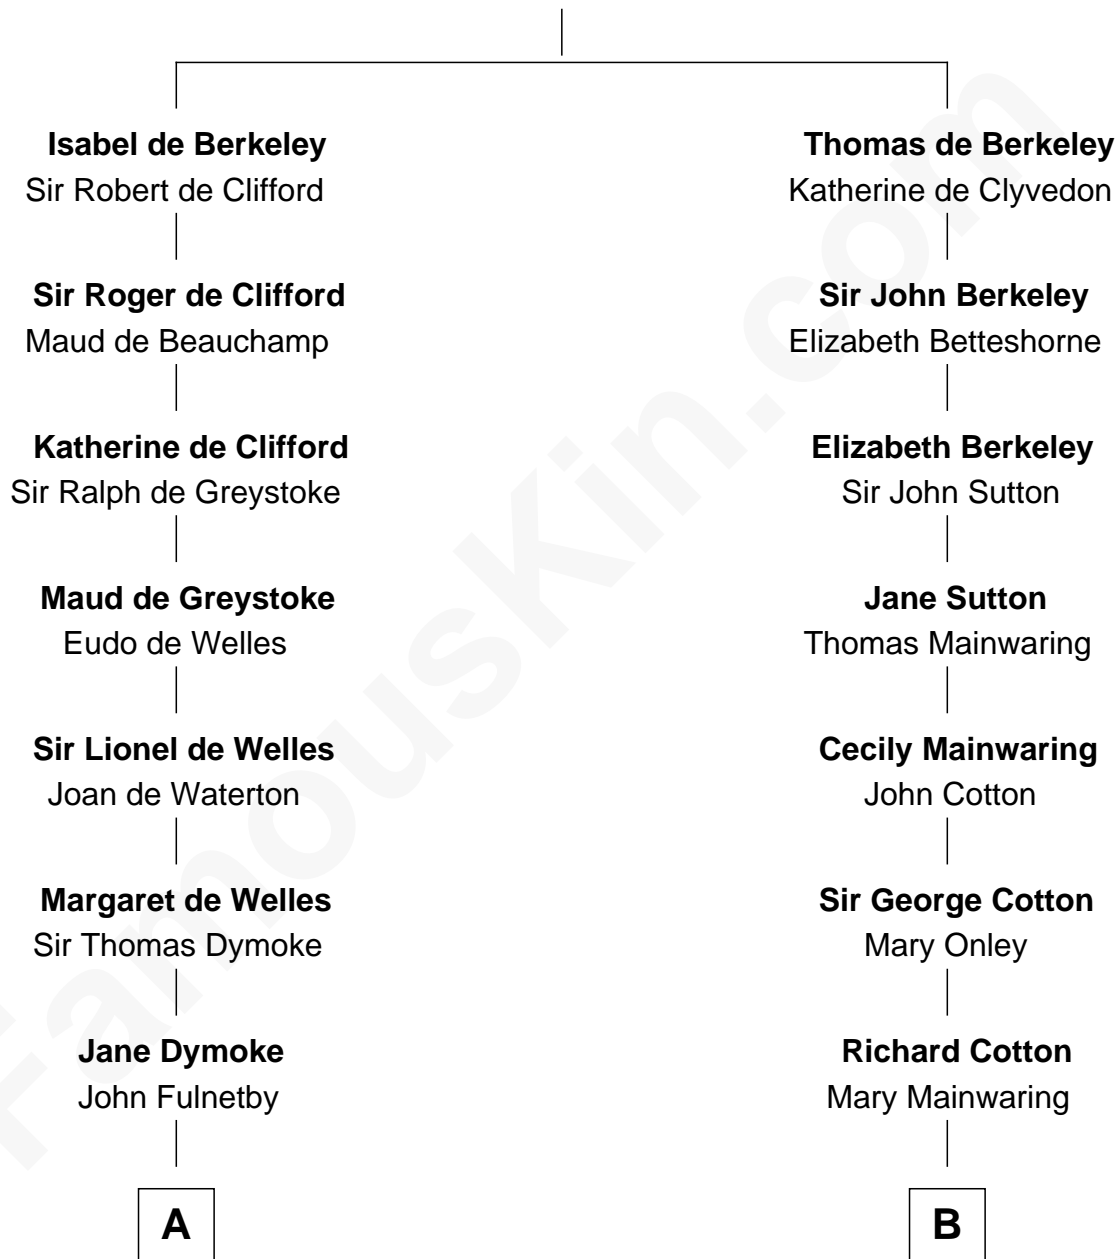 Isabel de Berkeley
Sir Robert de Clifford
Thomas de Berkeley
Katherine de Clyvedon
Sir Roger de Clifford
Maud de Beauchamp
Sir John Berkeley
Elizabeth Betteshorne
Katherine de Clifford
Sir Ralph de Greystoke
Elizabeth Berkeley
Sir John Sutton
Maud de Greystoke
Eudo de Welles
Jane Sutton
Thomas Mainwaring
Sir Lionel de Welles
Joan de Waterton
Cecily Mainwaring
John Cotton
Margaret de Welles
Sir Thomas Dymoke
Sir George Cotton
Mary Onley
Jane Dymoke
John Fulnetby
Richard Cotton
Mary Mainwaring
A
B
FamousKin.com